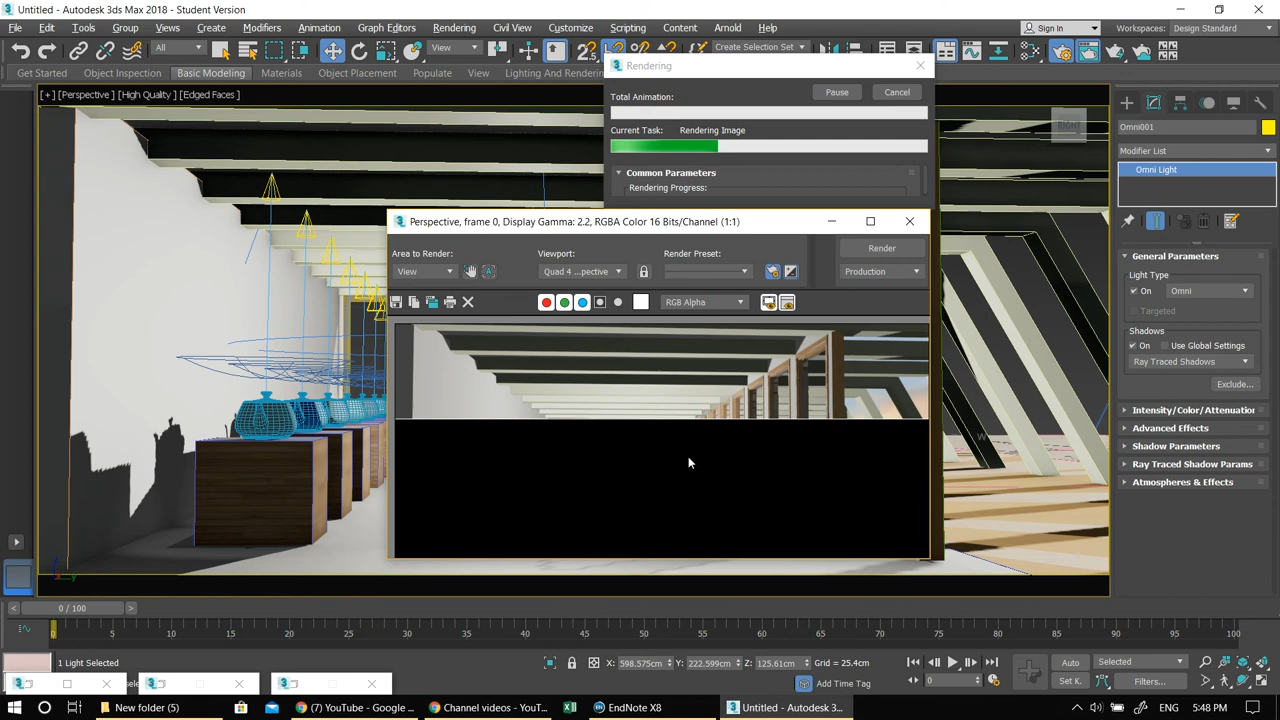 Untitled - Autodesk 3ds Max 2018 - Student Version
File Edit Tools Group Views Create Modifiers Animation Graph Editors Rendering Civil View Customize Scripting Content Arnold Help
Sign In Workspaces: Design Standard
All View Create Selection Set
Get Started Object Inspection Basic Modeling Materials Object Placement Populate View Lighting And Renderin
Rendering
[+] [Perspective ] [High Quality ] [Edged Faces ]
Total Animation: Pause Cancel
Current Task: Rendering Image
Common Parameters
Rendering Progress:
RIGHT
Omni001
Modifier List
Omni Light
Perspective, frame 0, Display Gamma: 2.2, RGBA Color 16 Bits/Channel (1:1)
Area to Render: Viewport: Render Preset: Render
View Quad 4 ...pective Production
RGB Alpha
General Parameters
Light Type
On Omni
Targeted
Shadows
On Use Global Settings
Ray Traced Shadows
Exclude...
Intensity/Color/Attenuation
Advanced Effects
Shadow Parameters
Ray Traced Shadow Params
Atmospheres & Effects
W
y
< 0 / 100 >
0 5 10 15 20 25 30 35 40 45 50 55 60 65 70 75 80 85 90 95 100
1 Light Selected X: 598.575cm Y: 222.599cm Z: 125.61cm Grid = 25.4cm Auto Selected
Add Time Tag 0 Set K. Filters...
New folder (5) (7) YouTube - Google ... Channel videos - YouT... EndNote X8 Untitled - Autodesk 3... ENG 5:48 PM